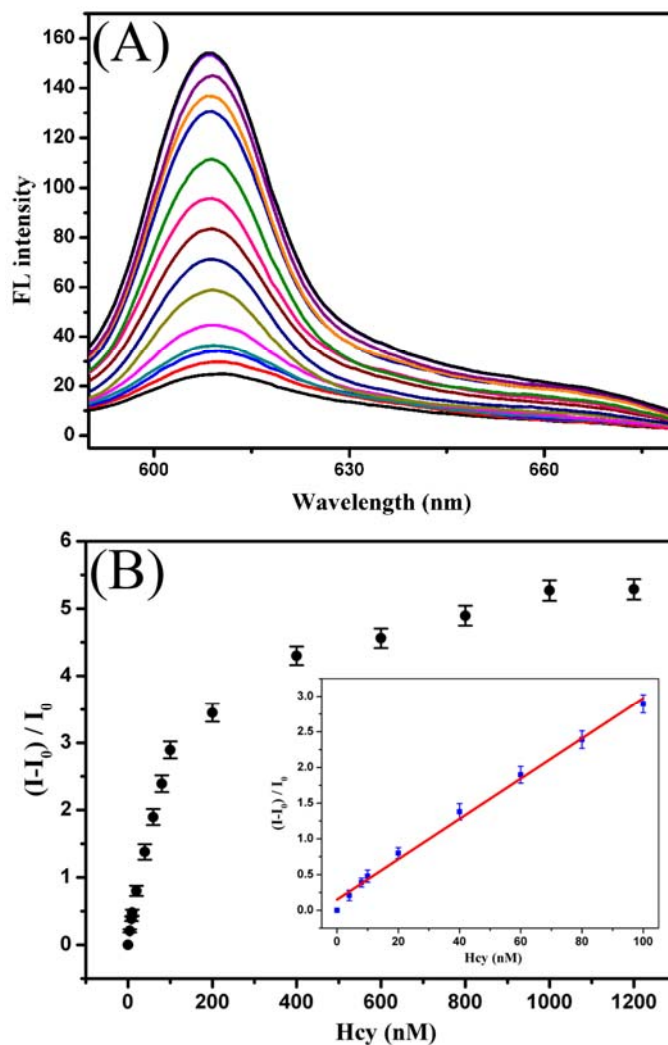 (A)
160
140
120
100
80
60
40
20
0
FL intensity
600 630 660
Wavelength (nm)
(B)
6
5
4
3
2
1
0
(I-I₀) / I₀
0 200 400 600 800 1000 1200
Hcy (nM)
3.0
2.5
2.0
1.5
1.0
0.5
0.0
(I-I₀) / I₀
0 20 40 60 80 100
Hcy (nM)